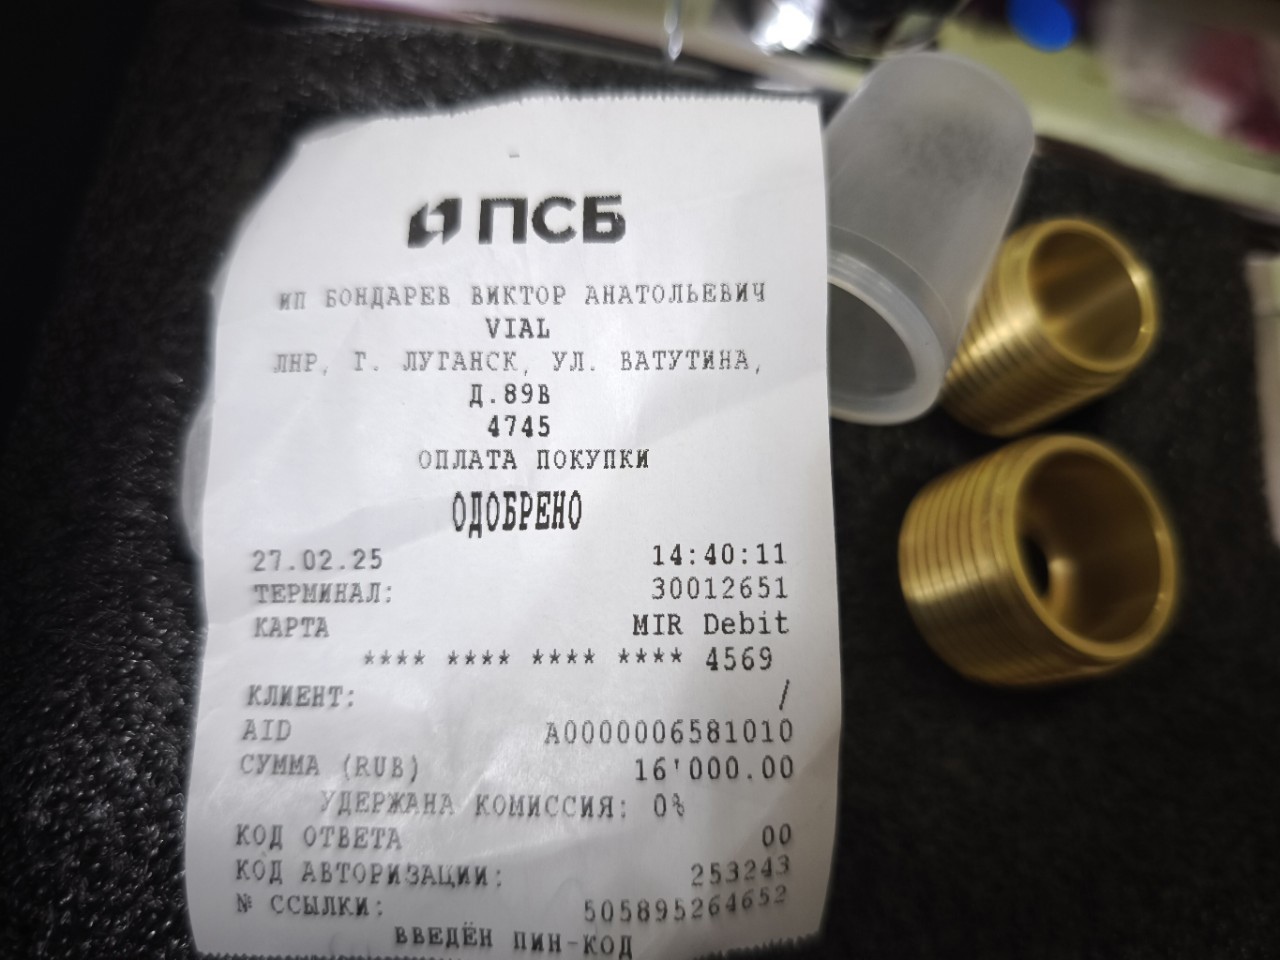 ПСБ
ИП БОНДАРЕВ ВИКТОР АНАТОЛЬЕВИЧ
VIAL
ЛНР, Г. ЛУГАНСК, УЛ. ВАТУТИНА,
Д.89В
4745
ОПЛАТА ПОКУПКИ
ОДОБРЕНО
27.02.25 14:40:11
ТЕРМИНАЛ: 30012651
КАРТА MIR Debit
**** **** **** **** 4569
КЛИЕНТ: /
AID A0000006581010
СУММА (RUB) 16'000.00
УДЕРЖАНА КОМИССИЯ: 0%
КОД ОТВЕТА 00
КОД АВТОРИЗАЦИИ: 253243
№ ССЫЛКИ: 505895264652
ВВЕДЁН ПИН-КОД